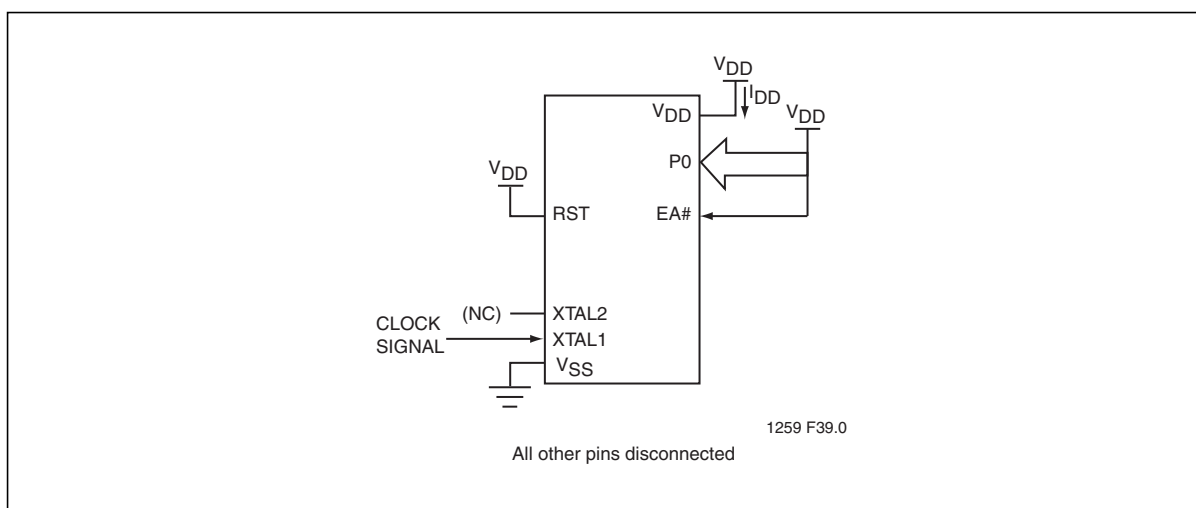 VDD
IDD
VDD
VDD
P0
VDD
RST
EA#
(NC)
XTAL2
CLOCK
SIGNAL
XTAL1
VSS
1259 F39.0
All other pins disconnected